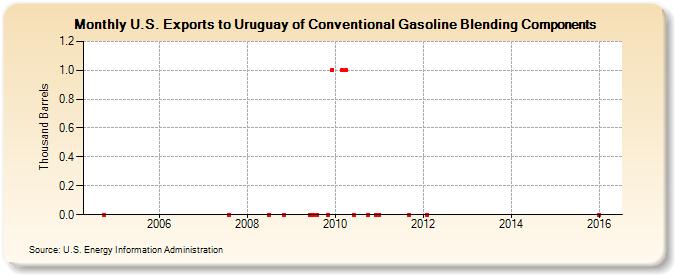 Monthly U.S. Exports to Uruguay of Conventional Gasoline Blending Components
Thousand Barrels
1.2
1.0
0.8
0.6
0.4
0.2
0.0
2006 2008 2010 2012 2014 2016
Source: U.S. Energy Information Administration